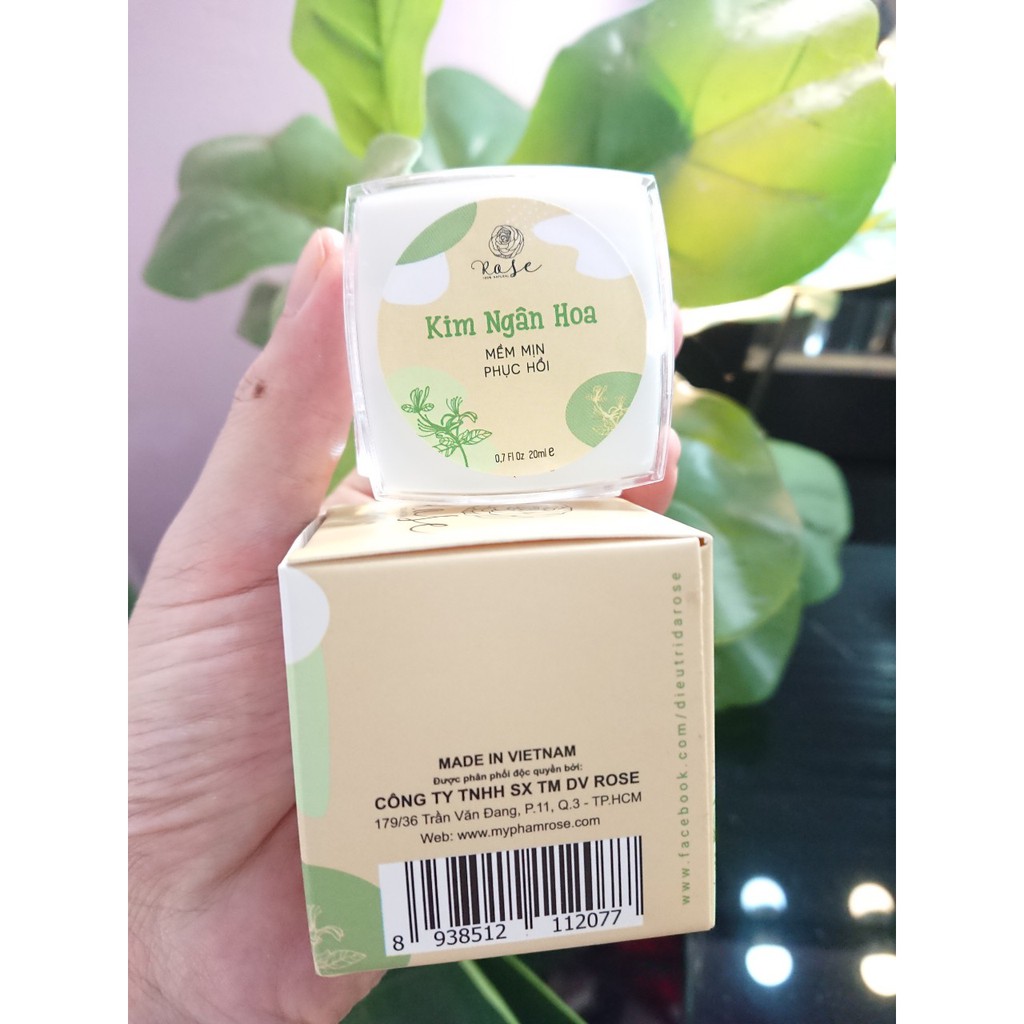 Rose
Kim Ngân Hoa
MỀM MỊN
PHỤC HỒI
0.7 Fl Oz 20ml e
MADE IN VIETNAM
Được phân phối độc quyền bởi:
CÔNG TY TNHH SX TM DV ROSE
179/36 Trần Văn Đang, P.11, Q.3 - TP.HCM
Web: www.myphamrose.com
8 938512 112077
www.facebook.com/dieutridarose